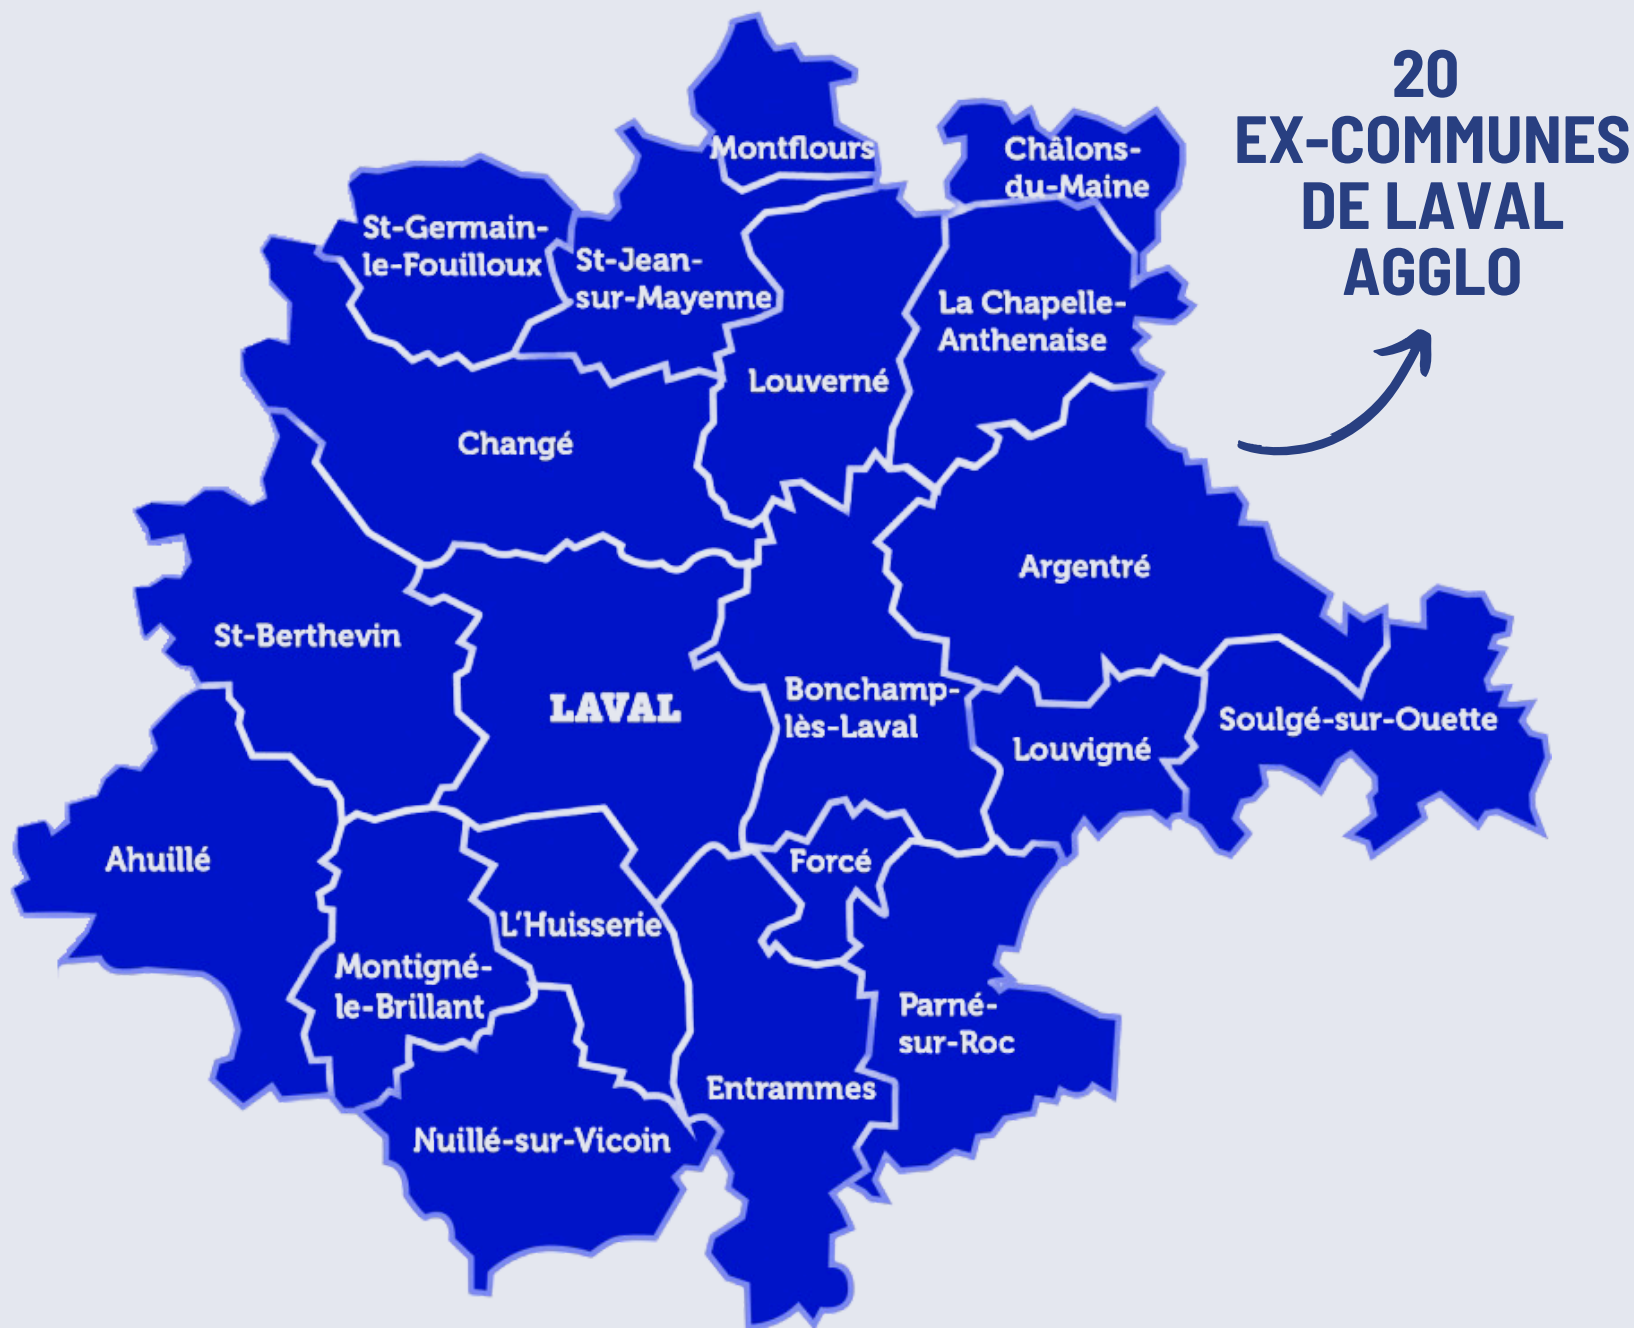 20
EX-COMMUNES
DE LAVAL
AGGLO
Montflours
Châlons-
du-Maine
St-Germain-
le-Fouilloux
St-Jean-
sur-Mayenne
La Chapelle-
Anthenaise
Louverné
Changé
Argentré
St-Berthevin
LAVAL
Bonchamp-
lès-Laval
Louvigné
Soulgé-sur-Ouette
Ahuillé
Forcé
L'Huisserie
Montigné-
le-Brillant
Parné-
sur-Roc
Entrammes
Nuillé-sur-Vicoin